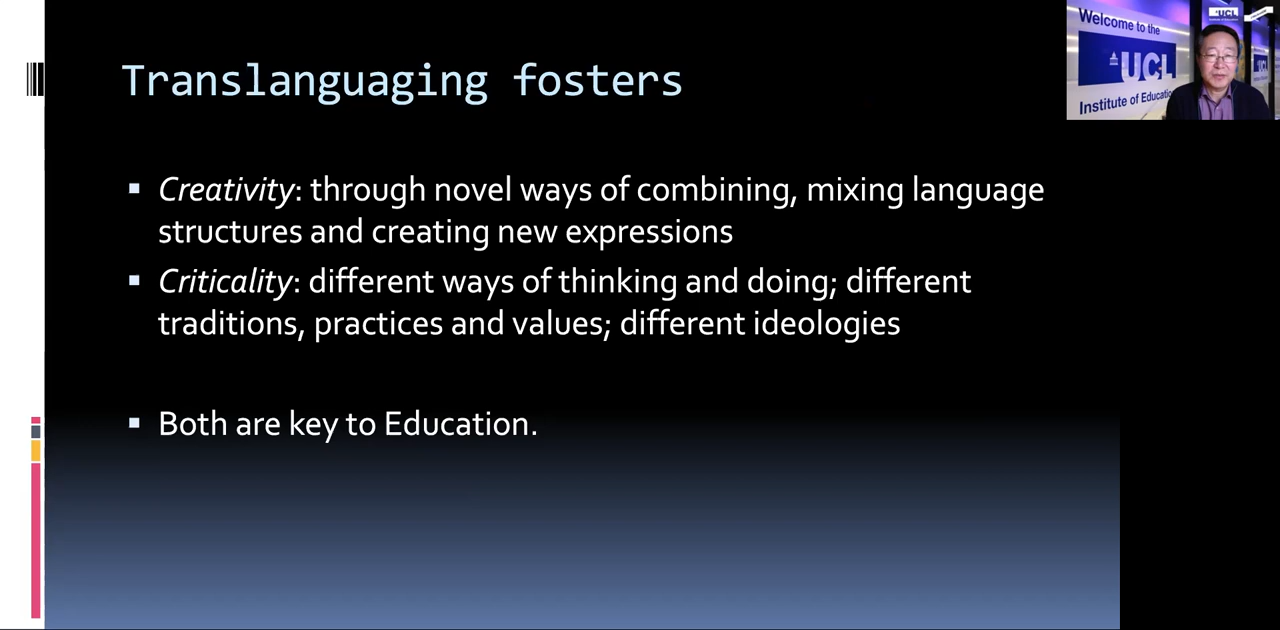 Translanguaging fosters
Creativity: through novel ways of combining, mixing language
structures and creating new expressions
Criticality: different ways of thinking and doing; different
traditions, practices and values; different ideologies
Both are key to Education.
Welcome to the
UCL
Institute of Education
UCL